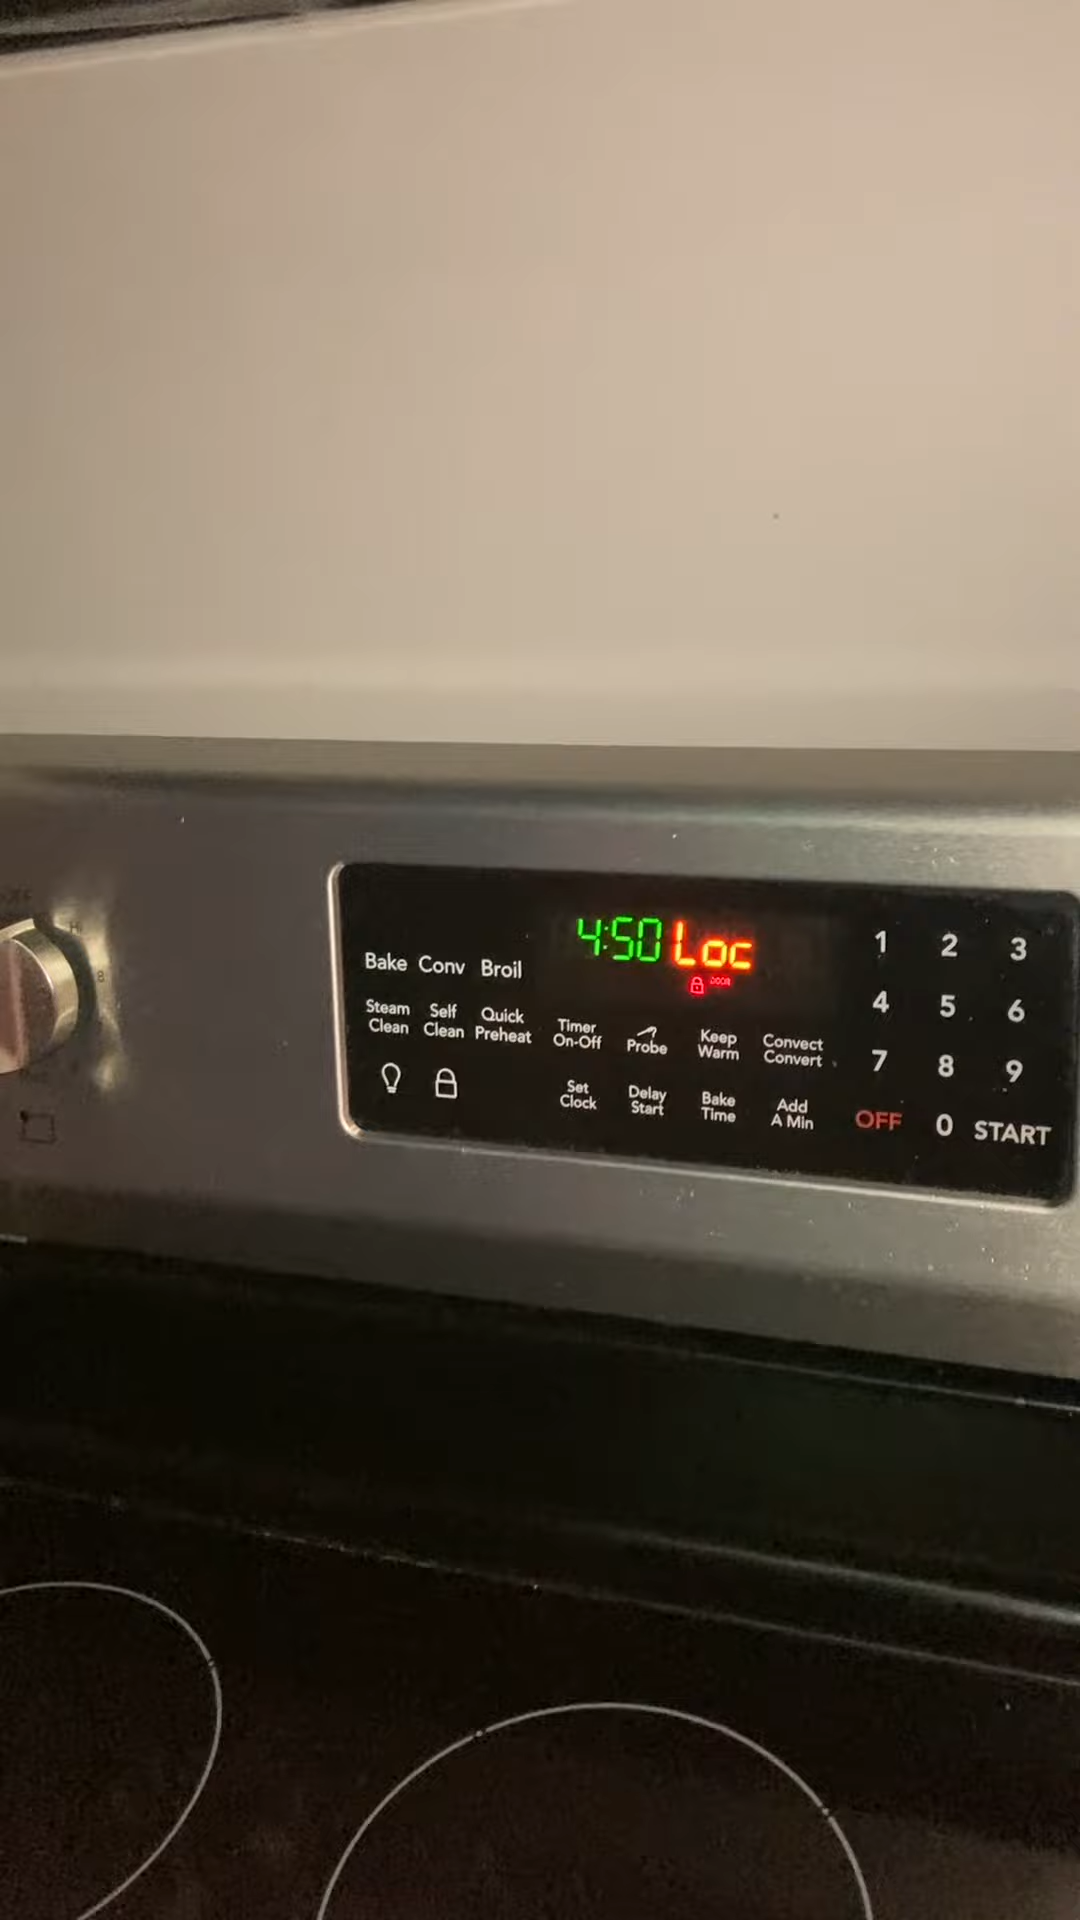 4:50 Loc
DOOR
Bake Conv Broil
Steam Clean
Self Clean
Quick Preheat
Timer On-Off
Probe
Keep Warm
Convect Convert
Set Clock
Delay Start
Bake Time
Add A Min
1 2 3
4 5 6
7 8 9
OFF 0 START
HI
8